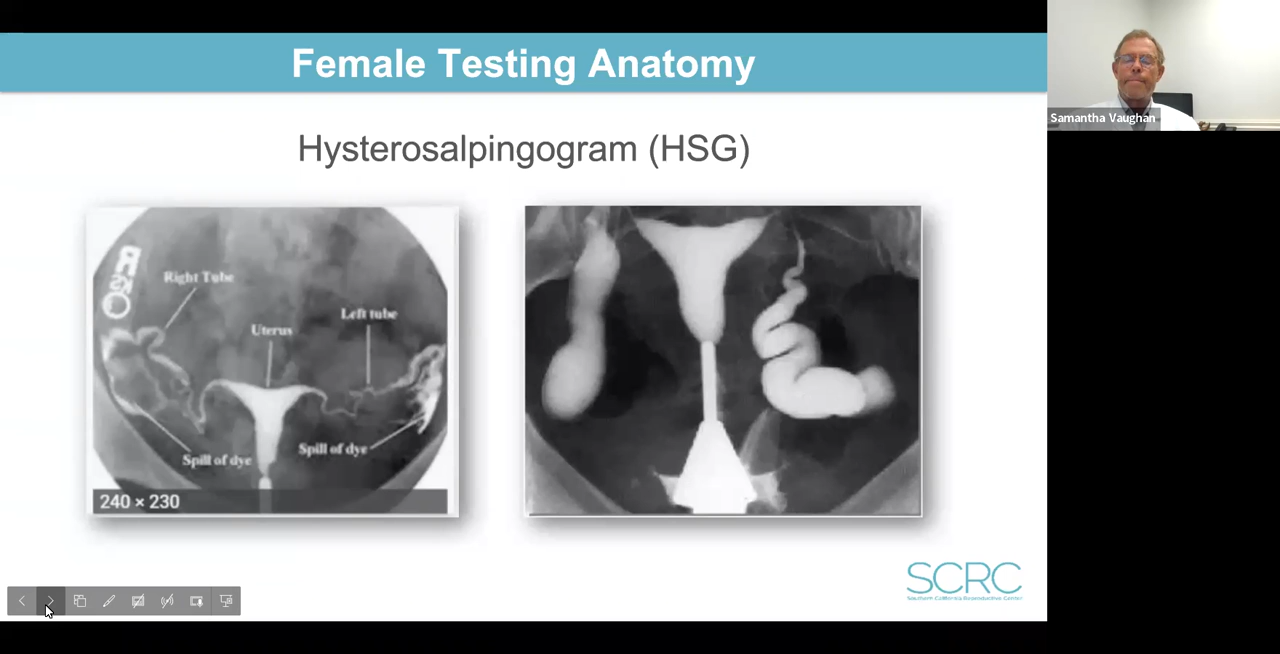 Female Testing Anatomy
Samantha Vaughan
Hysterosalpingogram (HSG)
Right Tube
Left tube
Uterus
Spill of dye
Spill of dye
240 × 230
SCRC
Southern California Reproductive Center